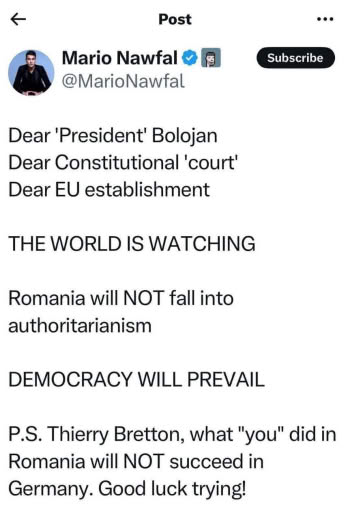 Post
Mario Nawfal
Subscribe
@MarioNawfal
Dear 'President' Bolojan
Dear Constitutional 'court'
Dear EU establishment
THE WORLD IS WATCHING
Romania will NOT fall into
authoritarianism
DEMOCRACY WILL PREVAIL
P.S. Thierry Bretton, what "you" did in
Romania will NOT succeed in
Germany. Good luck trying!